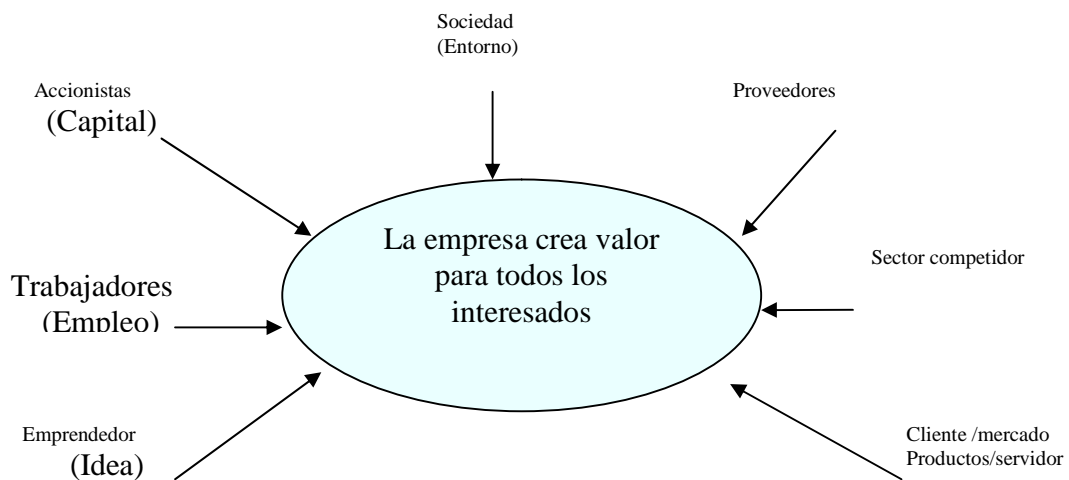 Sociedad
(Entorno)
Accionistas
(Capital)
Proveedores
La empresa crea valor
para todos los
interesados
Sector competidor
Trabajadores
(Empleo)
Emprendedor
(Idea)
Cliente /mercado
Productos/servidor